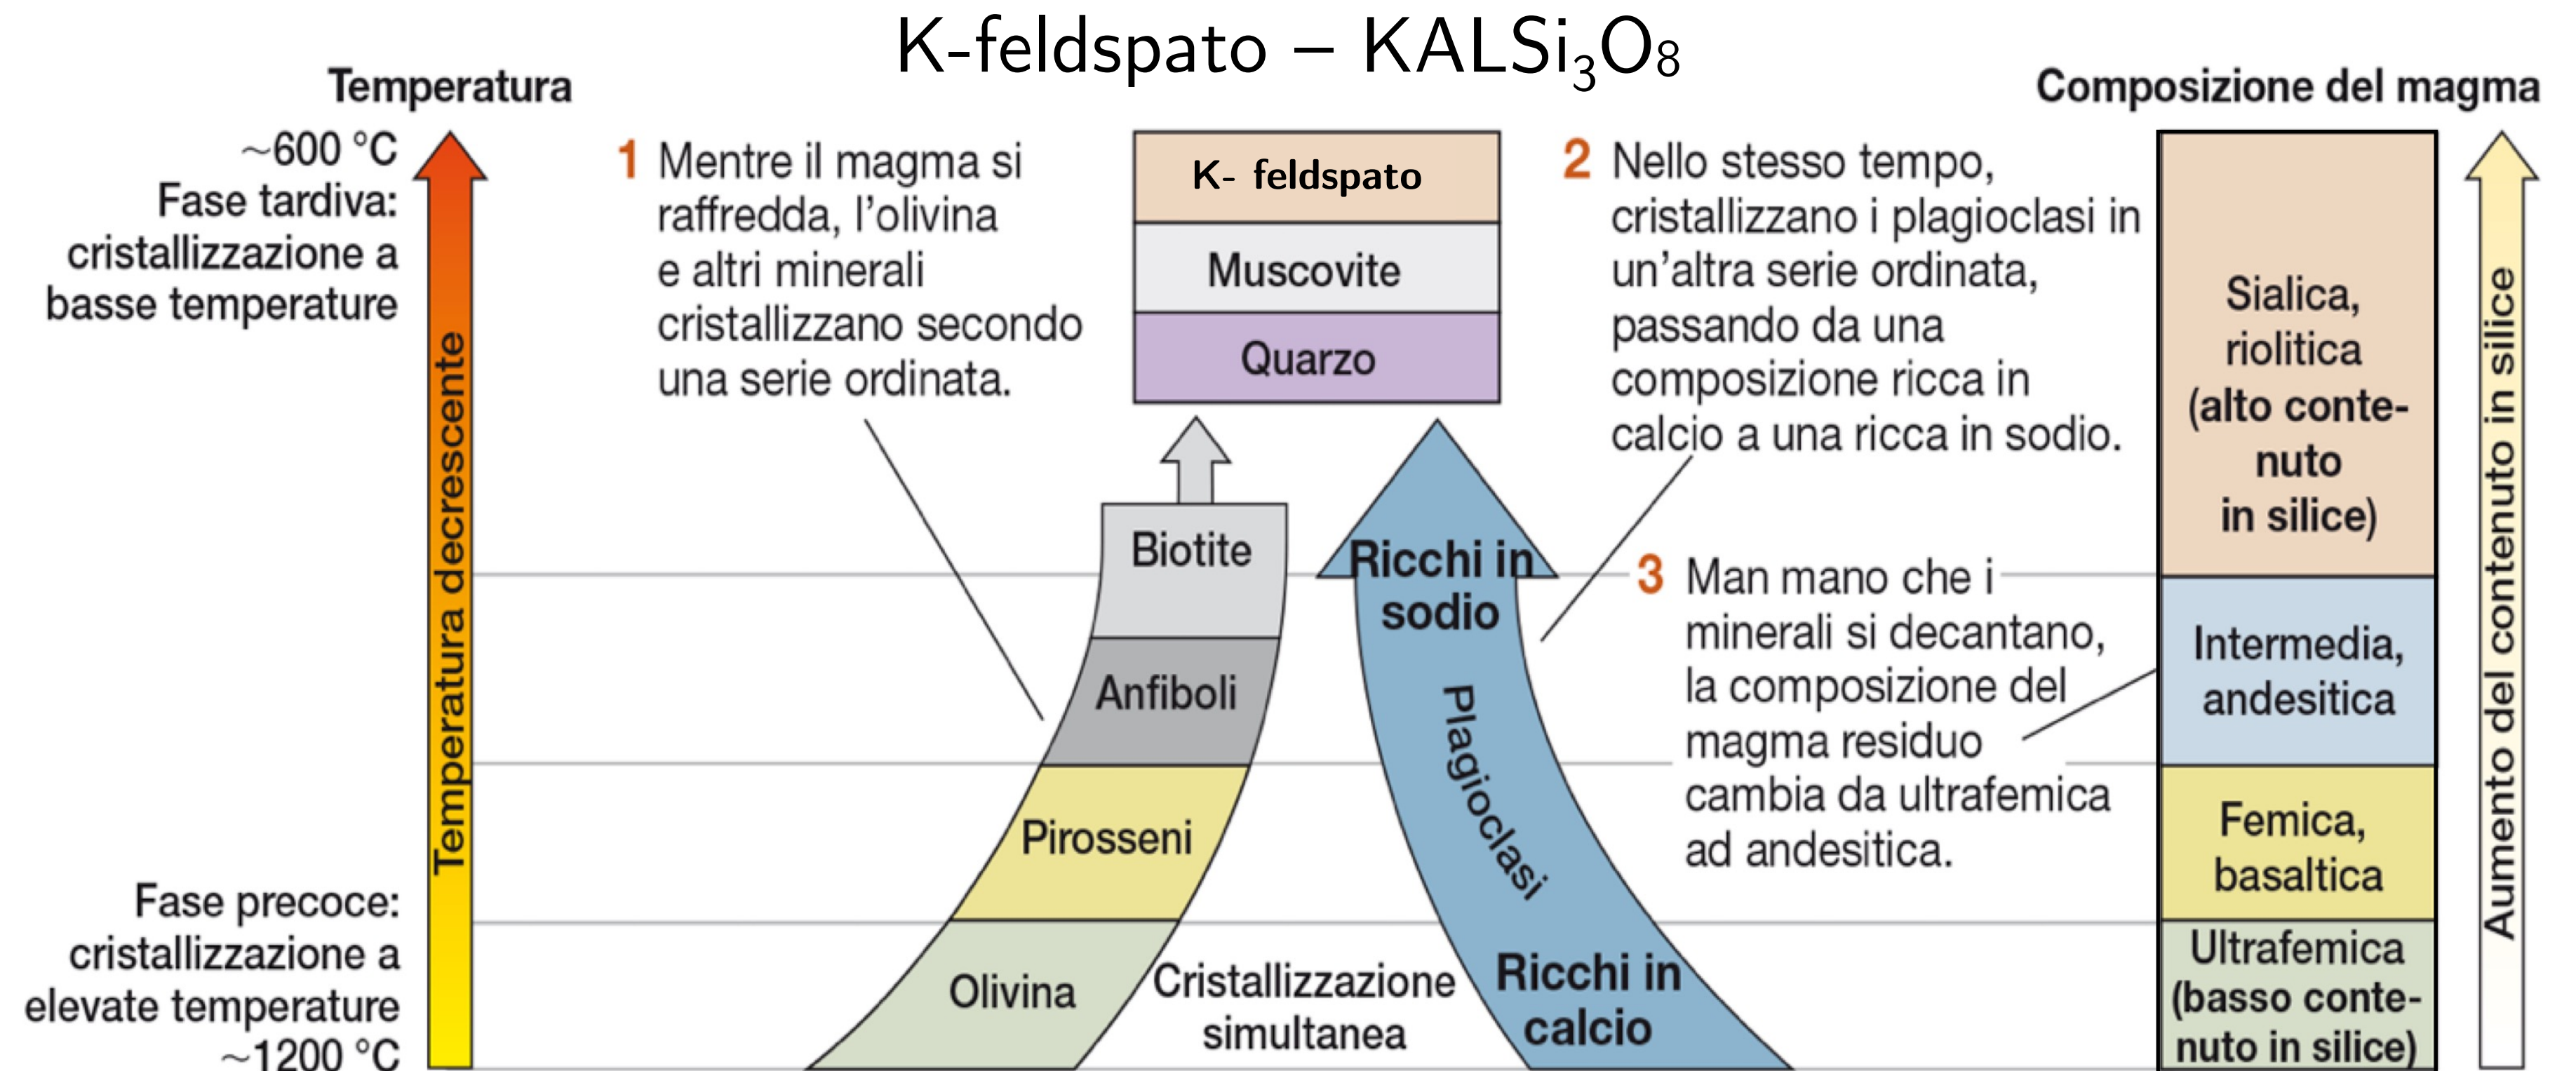 K-feldspato – KALSi₃O₈
Temperatura
~600 °C
Fase tardiva:
cristallizzazione a
basse temperature
Temperatura decrescente
Fase precoce:
cristallizzazione a
elevate temperature
~1200 °C
1 Mentre il magma si
raffredda, l'olivina
e altri minerali
cristallizzano secondo
una serie ordinata.
K- feldspato
Muscovite
Quarzo
Biotite
Anfiboli
Pirosseni
Olivina
Cristallizzazione
simultanea
Ricchi in
sodio
Plagioclasi
Ricchi in
calcio
2 Nello stesso tempo,
cristallizzano i plagioclasi in
un'altra serie ordinata,
passando da una
composizione ricca in
calcio a una ricca in sodio.
3 Man mano che i
minerali si decantano,
la composizione del
magma residuo
cambia da ultrafemica
ad andesitica.
Composizione del magma
Sialica,
riolitica
(alto conte-
nuto
in silice)
Intermedia,
andesitica
Femica,
basaltica
Ultrafemica
(basso conte-
nuto in silice)
Aumento del contenuto in silice